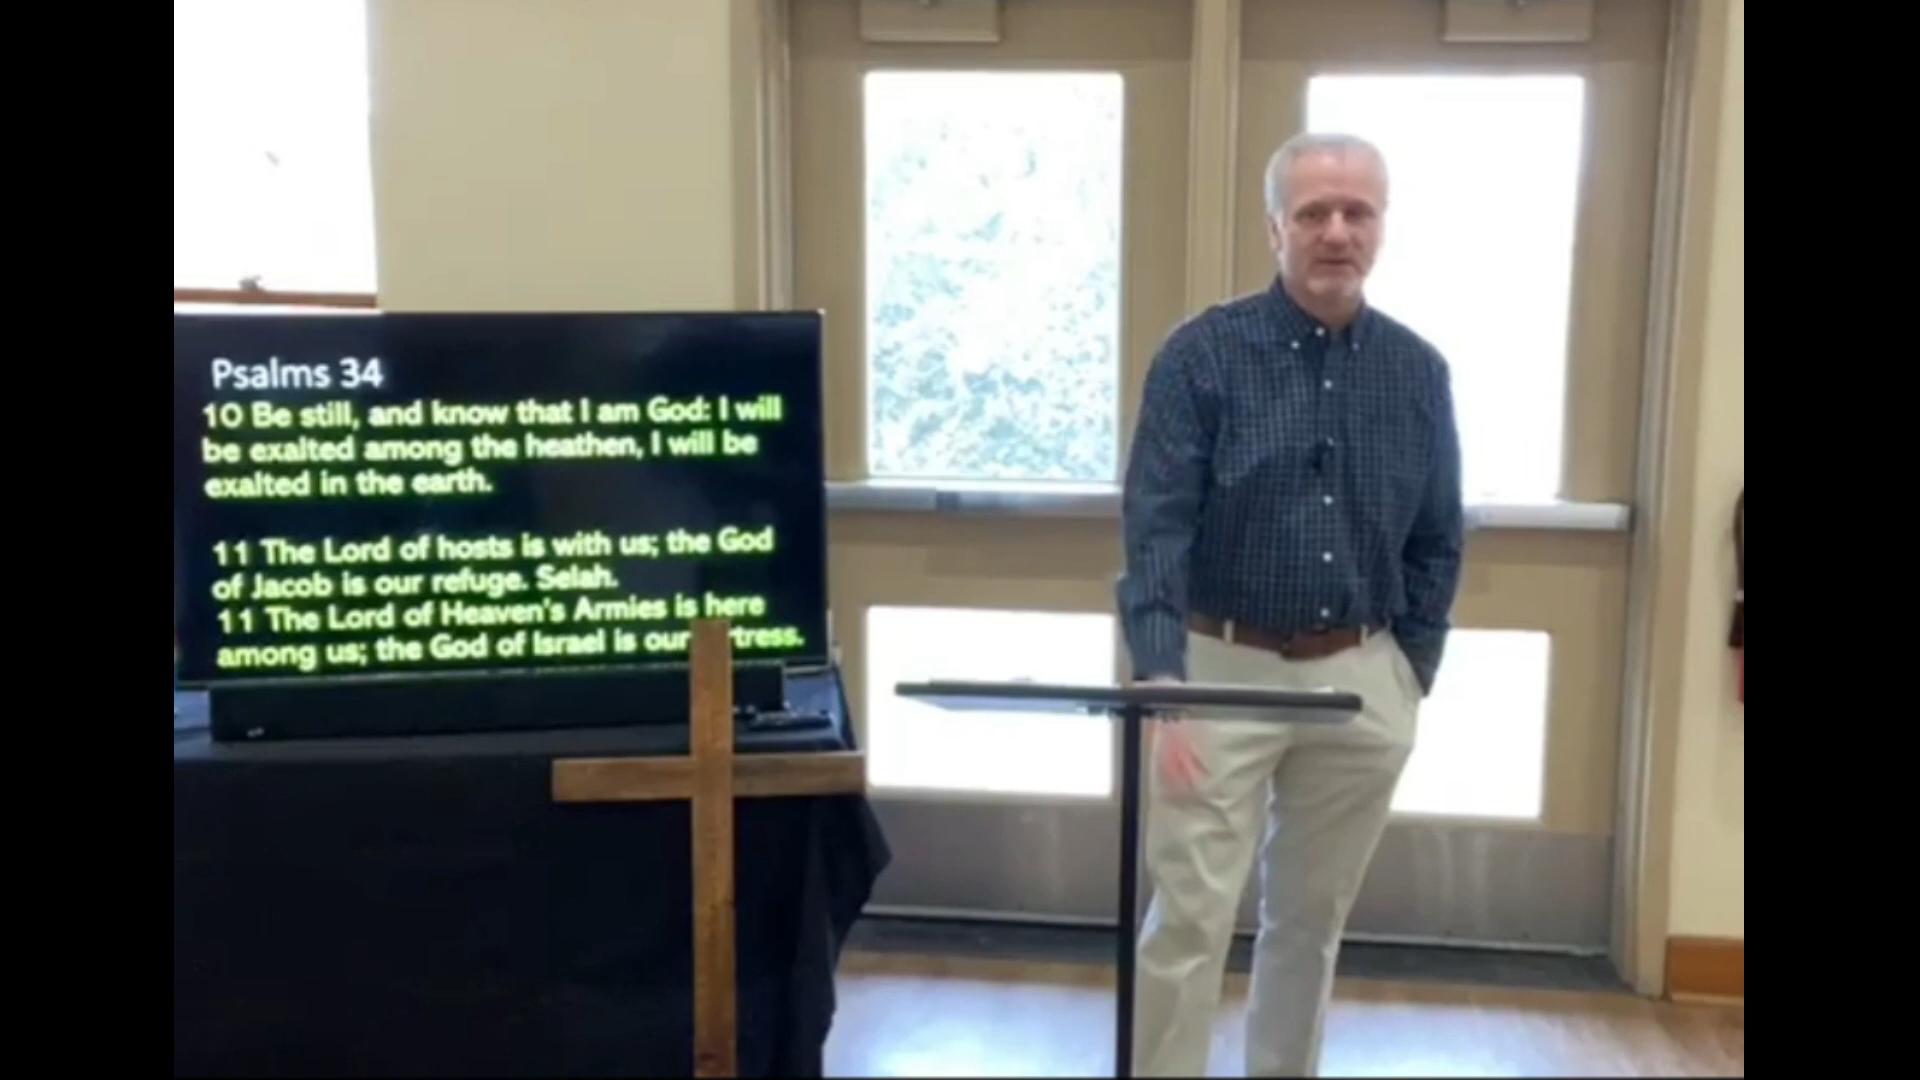 Psalms 34
10 Be still, and know that I am God: I will
be exalted among the heathen, I will be
exalted in the earth.
11 The Lord of hosts is with us; the God
of Jacob is our refuge. Selah.
11 The Lord of Heaven's Armies is here
among us; the God of Israel is our tress.